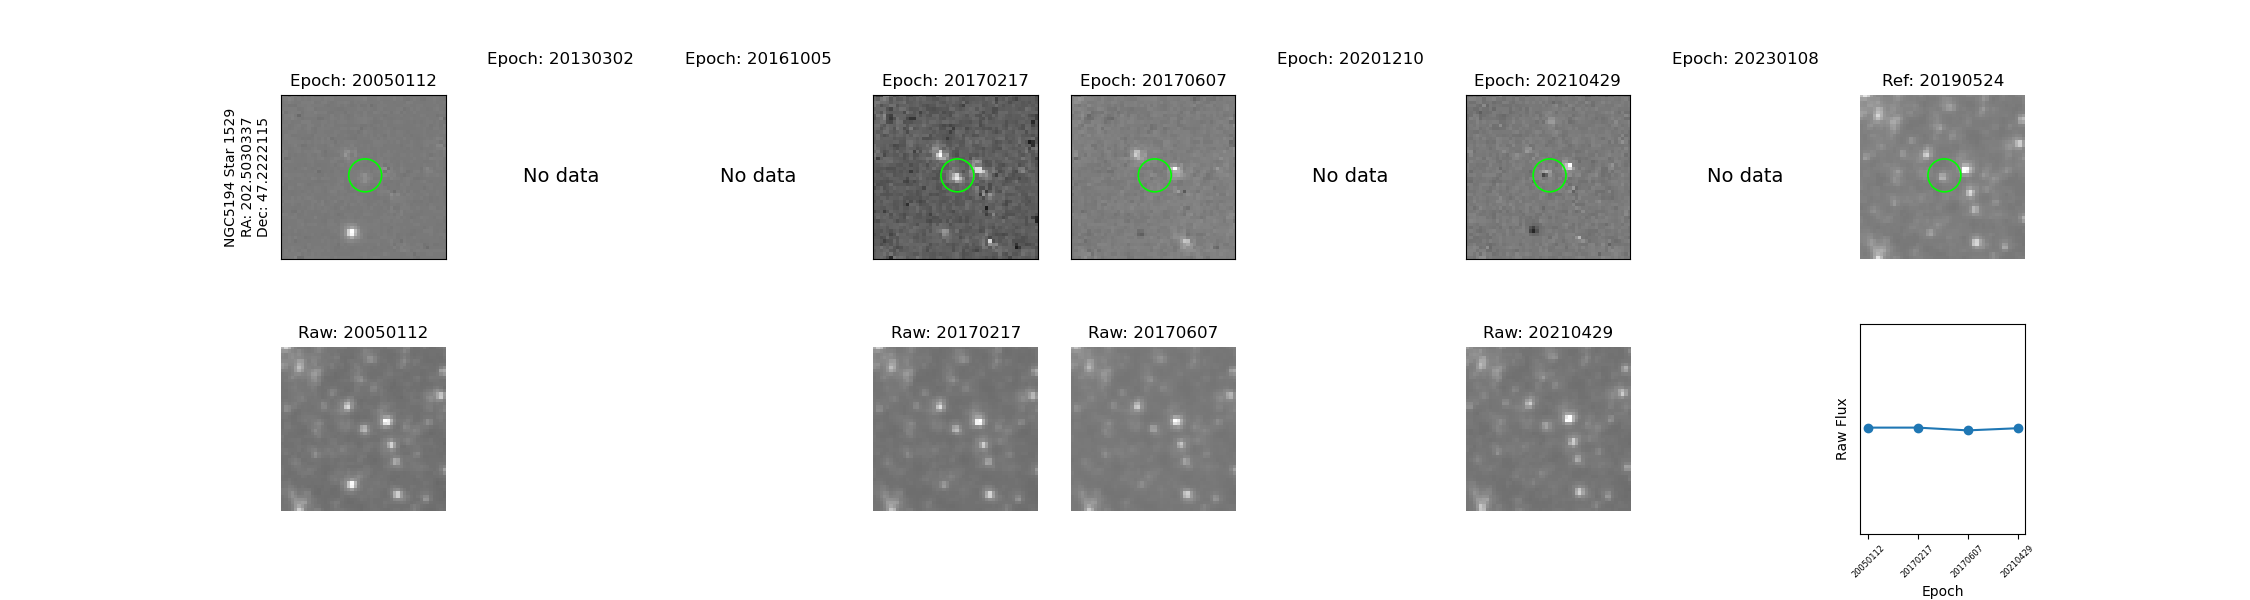 Epoch: 20130302
Epoch: 20161005
Epoch: 20201210
Epoch: 20230108
Epoch: 20050112
Epoch: 20170217
Epoch: 20170607
Epoch: 20210429
Ref: 20190524
NGC5194 Star 1529
RA: 202.5030337
Dec: 47.2222115
No data
No data
No data
No data
Raw: 20050112
Raw: 20170217
Raw: 20170607
Raw: 20210429
Raw Flux
20050112
20170217
20170607
20210429
Epoch